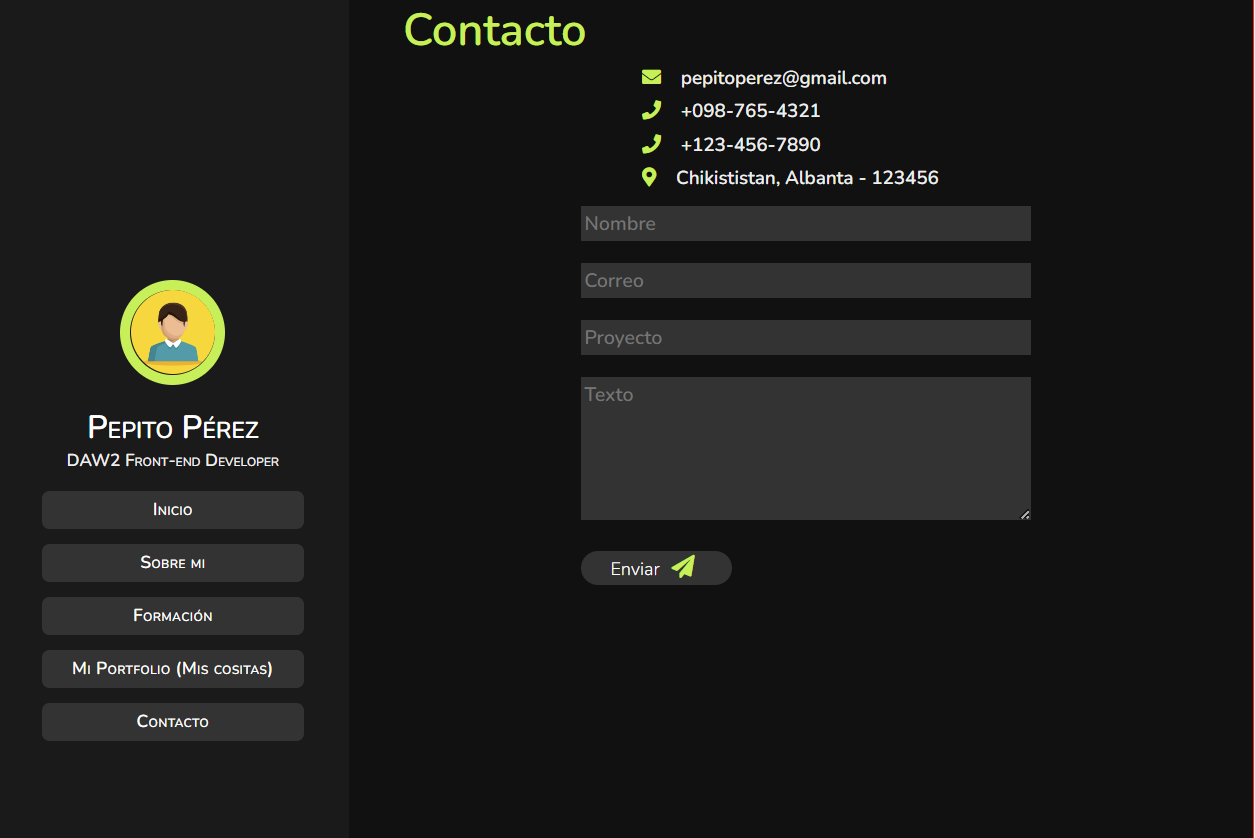 Pepito Pérez
DAW2 Front-end Developer
Inicio
Sobre mi
Formación
Mi Portfolio (Mis cositas)
Contacto
Contacto
pepitoperez@gmail.com
+098-765-4321
+123-456-7890
Chikististan, Albanta - 123456
Nombre
Correo
Proyecto
Texto
Enviar